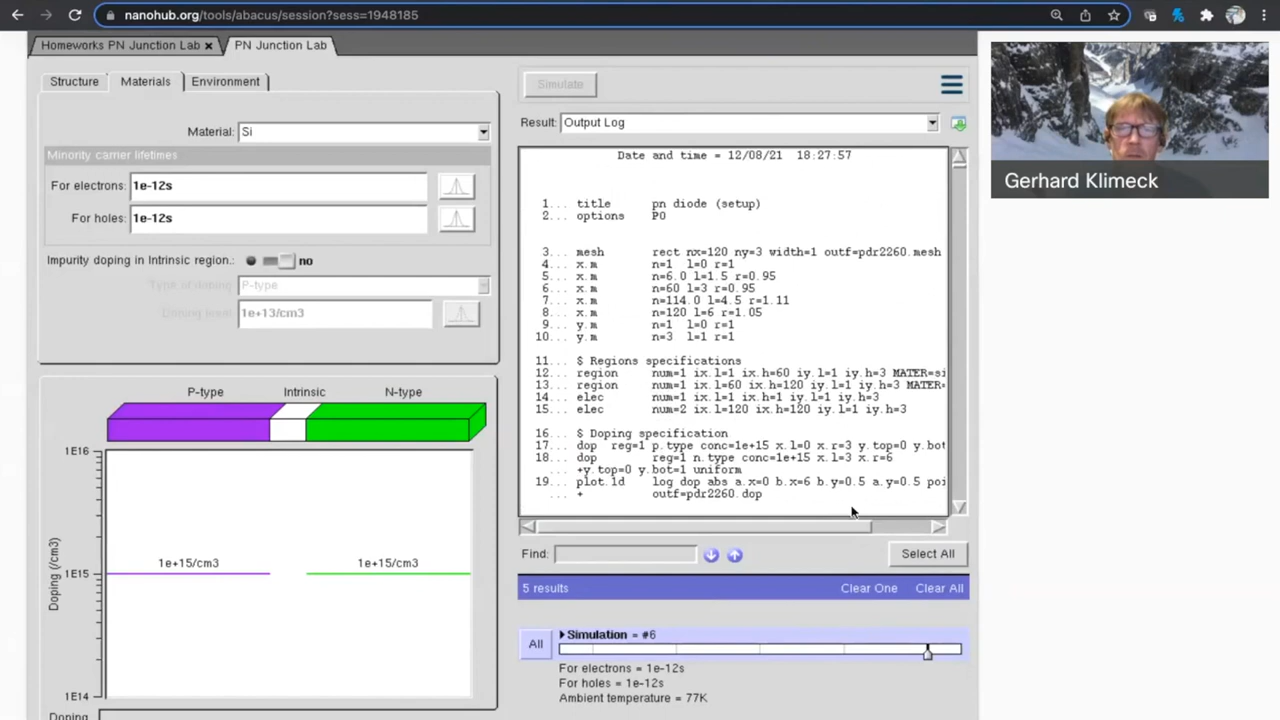 nanohub.org/tools/abacus/session?sess=1948185
Homeworks PN Junction Lab ×
PN Junction Lab
Structure
Materials
Environment
Material:
Si
Minority carrier lifetimes
For electrons:
1e-12s
For holes:
1e-12s
Impurity doping in Intrinsic region.:
no
P-type
1e+13/cm3
P-type
Intrinsic
N-type
1E16
1e+15/cm3
1e+15/cm3
1E15
1E14
Doping (/cm3)
Doping
Simulate
Result:
Output Log
Date and time = 12/08/21 18:27:57
1... title pn diode (setup)
2... options PO
3... mesh rect nx=120 ny=3 width=1 outf=pdr2260.mesh
4... x.m n=1 l=0 r=1
5... x.m n=6.0 l=1.5 r=0.95
6... x.m n=60 l=3 r=0.95
7... x.m n=114.0 l=4.5 r=1.11
8... x.m n=120 l=6 r=1.05
9... y.m n=1 l=0 r=1
10... y.m n=3 l=1 r=1
11... $ Regions specifications
12... region num=1 ix.l=1 ix.h=60 iy.l=1 iy.h=3 MATER=si
13... region num=1 ix.l=60 ix.h=120 iy.l=1 iy.h=3 MATER=
14... elec num=1 ix.l=1 ix.h=1 iy.l=1 iy.h=3
15... elec num=2 ix.l=120 ix.h=120 iy.l=1 iy.h=3
16... $ Doping specification
17... dop reg=1 p.type conc=1e+15 x.l=0 x.r=3 y.top=0 y.bot
18... dop reg=1 n.type conc=1e+15 x.l=3 x.r=6
... +y.top=0 y.bot=1 uniform
19... plot.1d log dop abs a.x=0 b.x=6 b.y=0.5 a.y=0.5 poi
... + outf=pdr2260.dop
Find:
Select All
5 results
Clear One
Clear All
All
Simulation = #6
For electrons = 1e-12s
For holes = 1e-12s
Ambient temperature = 77K
Gerhard Klimeck